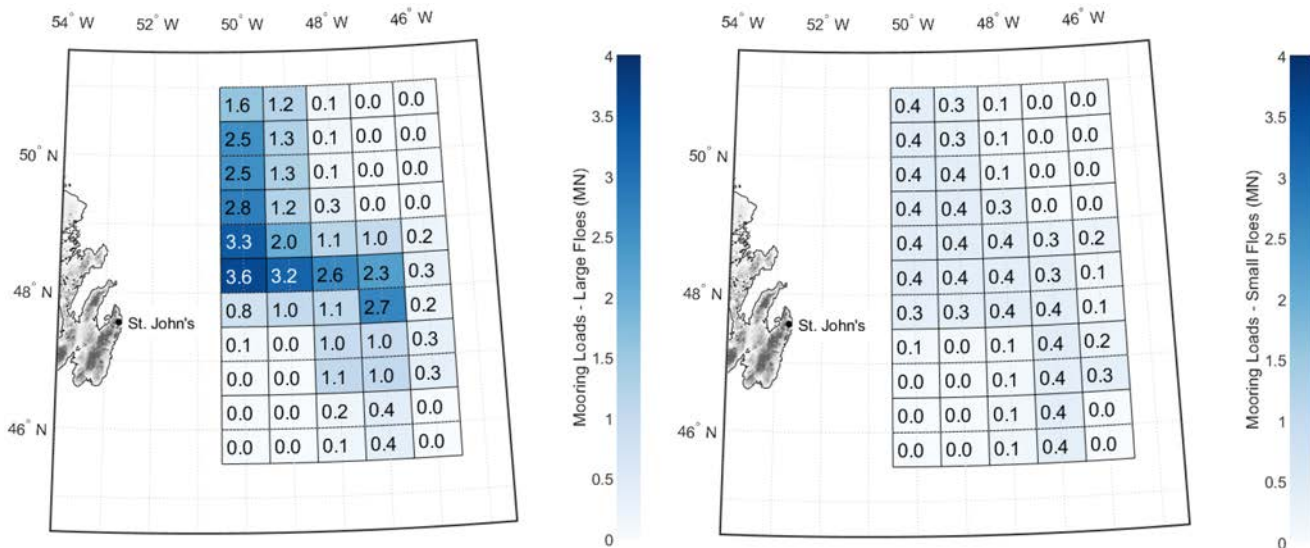 54° W 52° W 50° W 48° W 46° W
50° N
48° N
46° N
St. John's
1.6 1.2 0.1 0.0 0.0
2.5 1.3 0.1 0.0 0.0
2.5 1.3 0.1 0.0 0.0
2.8 1.2 0.3 0.0 0.0
3.3 2.0 1.1 1.0 0.2
3.6 3.2 2.6 2.3 0.3
0.8 1.0 1.1 2.7 0.2
0.1 0.0 1.0 1.0 0.3
0.0 0.0 1.1 1.0 0.3
0.0 0.0 0.2 0.4 0.0
0.0 0.0 0.1 0.4 0.0
Mooring Loads - Large Floes (MN)
4
3.5
3
2.5
2
1.5
1
0.5
0
54° W 52° W 50° W 48° W 46° W
50° N
48° N
46° N
St. John's
0.4 0.3 0.1 0.0 0.0
0.4 0.3 0.1 0.0 0.0
0.4 0.4 0.1 0.0 0.0
0.4 0.4 0.3 0.0 0.0
0.4 0.4 0.4 0.3 0.2
0.4 0.4 0.4 0.3 0.1
0.3 0.3 0.4 0.4 0.1
0.1 0.0 0.1 0.4 0.2
0.0 0.0 0.1 0.4 0.3
0.0 0.0 0.1 0.4 0.0
0.0 0.0 0.1 0.4 0.0
Mooring Loads - Small Floes (MN)
4
3.5
3
2.5
2
1.5
1
0.5
0